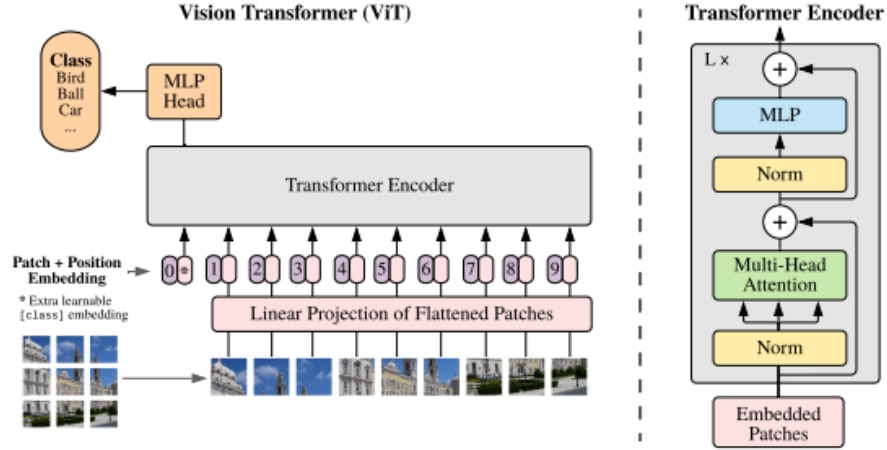 Vision Transformer (ViT)
Class
Bird
Ball
Car
...
MLP
Head
Transformer Encoder
Patch + Position
Embedding
0 * 1 2 3 4 5 6 7 8 9
* Extra learnable
[class] embedding
Linear Projection of Flattened Patches
Transformer Encoder
L ×
+
MLP
Norm
+
Multi-Head
Attention
Norm
Embedded
Patches